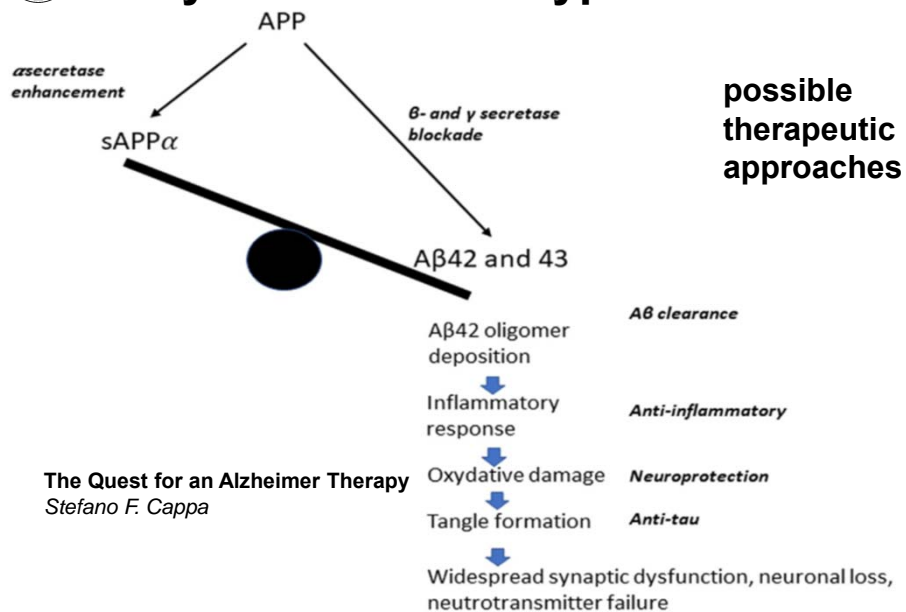 APP
αsecretase
enhancement
sAPPα
β- and γ secretase
blockade
possible
therapeutic
approaches
Aβ42 and 43
Aβ42 oligomer
deposition
Aβ clearance
Inflammatory
response
Anti-inflammatory
The Quest for an Alzheimer Therapy
Stefano F. Cappa
Oxydative damage
Neuroprotection
Tangle formation
Anti-tau
Widespread synaptic dysfunction, neuronal loss,
neutrotransmitter failure